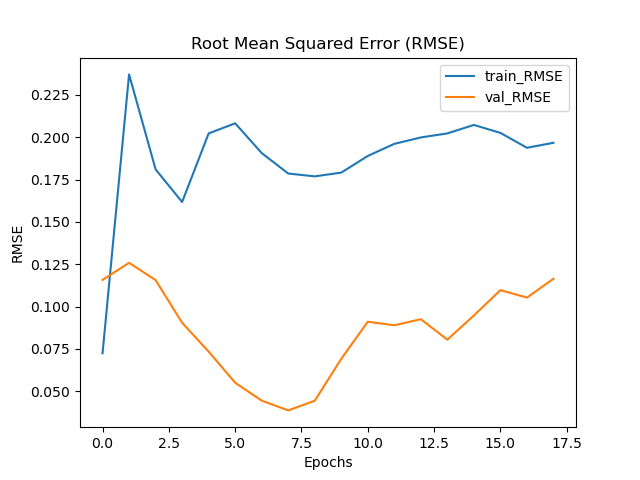 Root Mean Squared Error (RMSE)
train_RMSE
val_RMSE
0.225
0.200
0.175
0.150
0.125
0.100
0.075
0.050
RMSE
0.0 2.5 5.0 7.5 10.0 12.5 15.0 17.5
Epochs